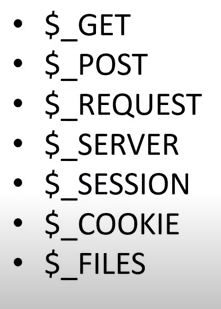 • $_GET
• $_POST
• $_REQUEST
• $_SERVER
• $_SESSION
• $_COOKIE
• $_FILES